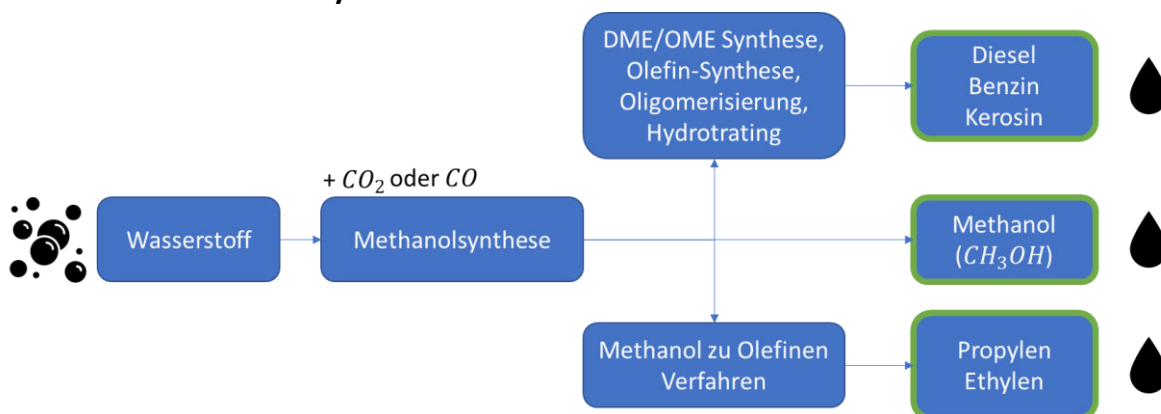 DME/OME Synthese,
Olefin-Synthese,
Oligomerisierung,
Hydrotrating
Diesel
Benzin
Kerosin
+ CO₂ oder CO
Wasserstoff
Methanolsynthese
Methanol
(CH₃OH)
Methanol zu Olefinen
Verfahren
Propylen
Ethylen